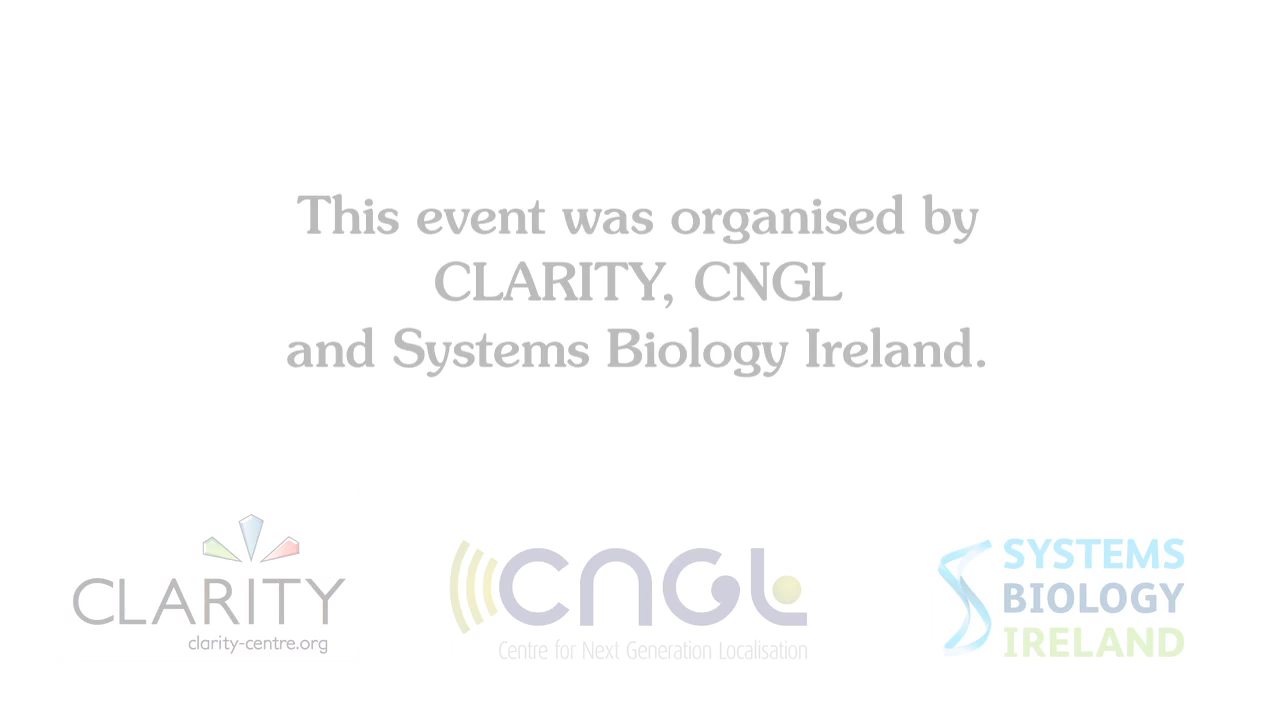 This event was organised by
CLARITY, CNGL
and Systems Biology Ireland.
CLARITY
clarity-centre.org
CNGL
Centre for Next Generation Localisation
SYSTEMS
BIOLOGY
IRELAND